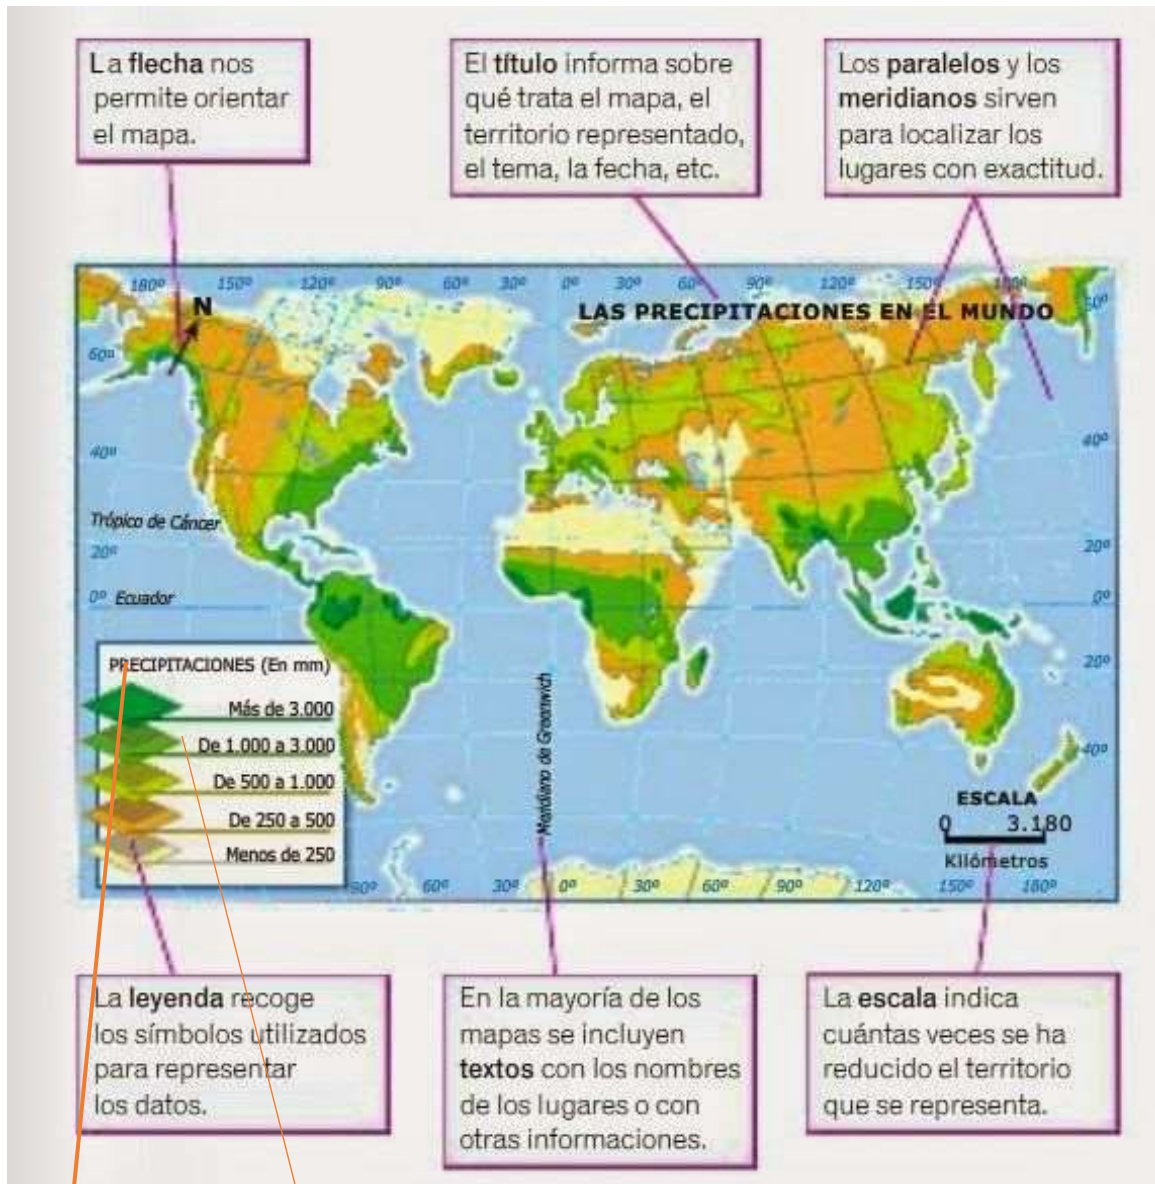 La flecha nos
permite orientar
el mapa.
El título informa sobre
qué trata el mapa, el
territorio representado,
el tema, la fecha, etc.
Los paralelos y los
meridianos sirven
para localizar los
lugares con exactitud.
180º 150º 120º 90º 60º 30º 0º 30º 60º 90º 120º 150º 180º
N
LAS PRECIPITACIONES EN EL MUNDO
60º
60º
40º
40º
Trópico de Cáncer
20º
20º
0º Ecuador
0º
20º
40º
Meridiano de Greenwich
PRECIPITACIONES (En mm)
Más de 3.000
De 1.000 a 3.000
De 500 a 1.000
De 250 a 500
Menos de 250
ESCALA
0 3.180
Kilómetros
90º 60º 30º 0º 30º 60º 90º 120º 150º 180º
La leyenda recoge
los símbolos utilizados
para representar
los datos.
En la mayoría de los
mapas se incluyen
textos con los nombres
de los lugares o con
otras informaciones.
La escala indica
cuántas veces se ha
reducido el territorio
que se representa.